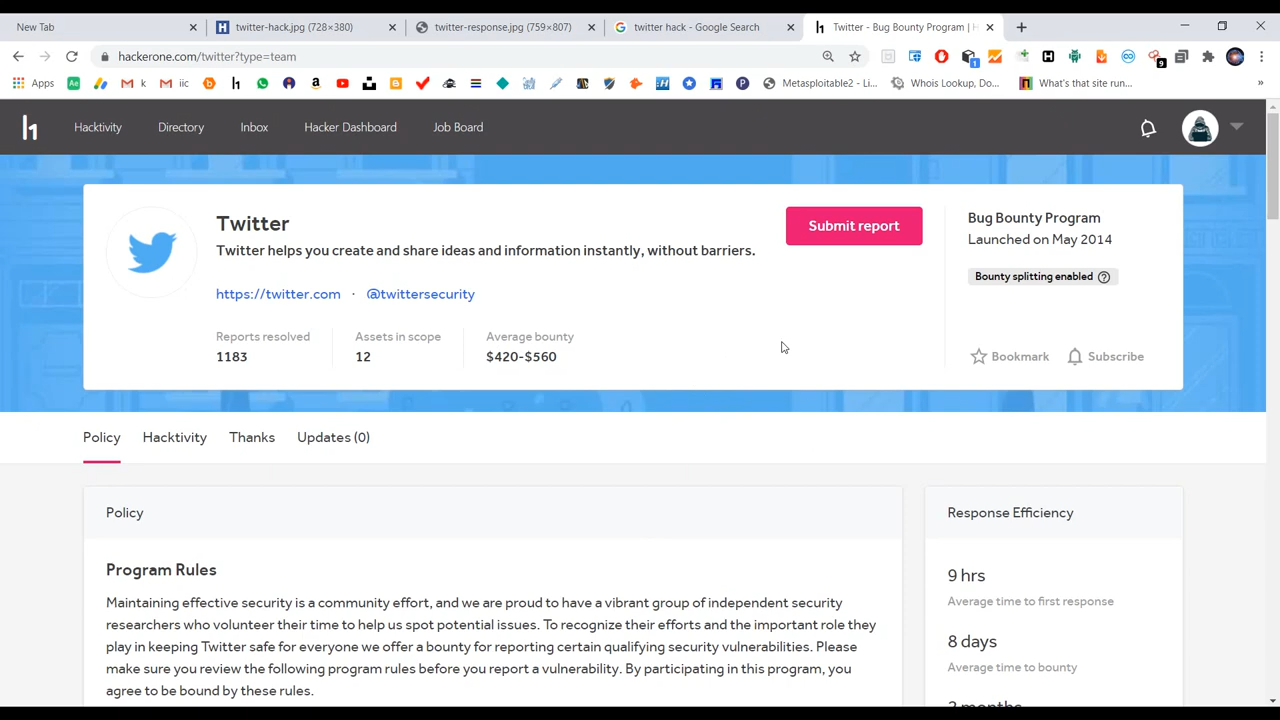 New Tab
twitter-hack.jpg (728×380)
twitter-response.jpg (759×807)
twitter hack - Google Search
Twitter - Bug Bounty Program | H
hackerone.com/twitter?type=team
Apps
k
iic
Metasploitable2 - Li...
Whois Lookup, Do...
What's that site run...
Hacktivity
Directory
Inbox
Hacker Dashboard
Job Board
Twitter
Twitter helps you create and share ideas and information instantly, without barriers.
https://twitter.com · @twittersecurity
Reports resolved
1183
Assets in scope
12
Average bounty
$420-$560
Submit report
Bug Bounty Program
Launched on May 2014
Bounty splitting enabled
Bookmark
Subscribe
Policy
Hacktivity
Thanks
Updates (0)
Policy
Program Rules
Maintaining effective security is a community effort, and we are proud to have a vibrant group of independent security
researchers who volunteer their time to help us spot potential issues. To recognize their efforts and the important role they
play in keeping Twitter safe for everyone we offer a bounty for reporting certain qualifying security vulnerabilities. Please
make sure you review the following program rules before you report a vulnerability. By participating in this program, you
agree to be bound by these rules.
Response Efficiency
9 hrs
Average time to first response
8 days
Average time to bounty